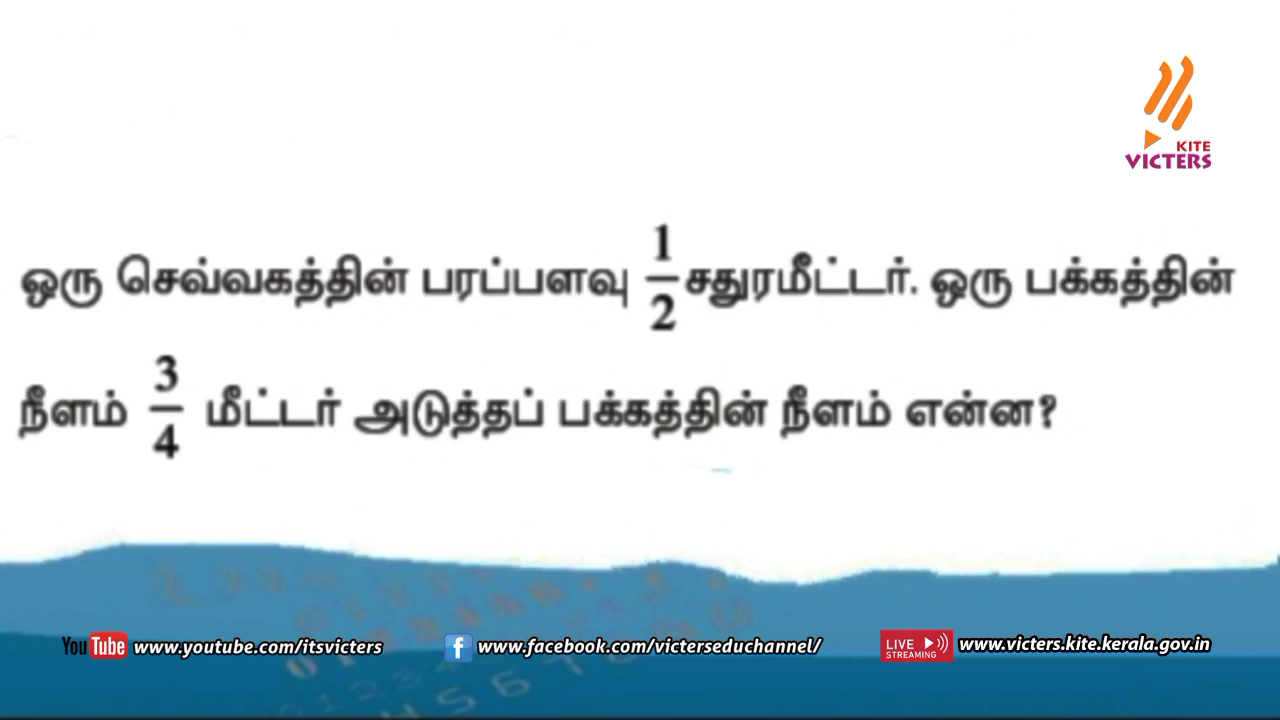 KITE
VICTERS
ஒரு செவ்வகத்தின் பரப்பளவு 1/2 சதுரமீட்டர். ஒரு பக்கத்தின்
நீளம் 3/4 மீட்டர் அடுத்தப் பக்கத்தின் நீளம் என்ன?
YouTube www.youtube.com/itsvicters f www.facebook.com/victerseduchannel/ LIVE STREAMING www.victers.kite.kerala.gov.in